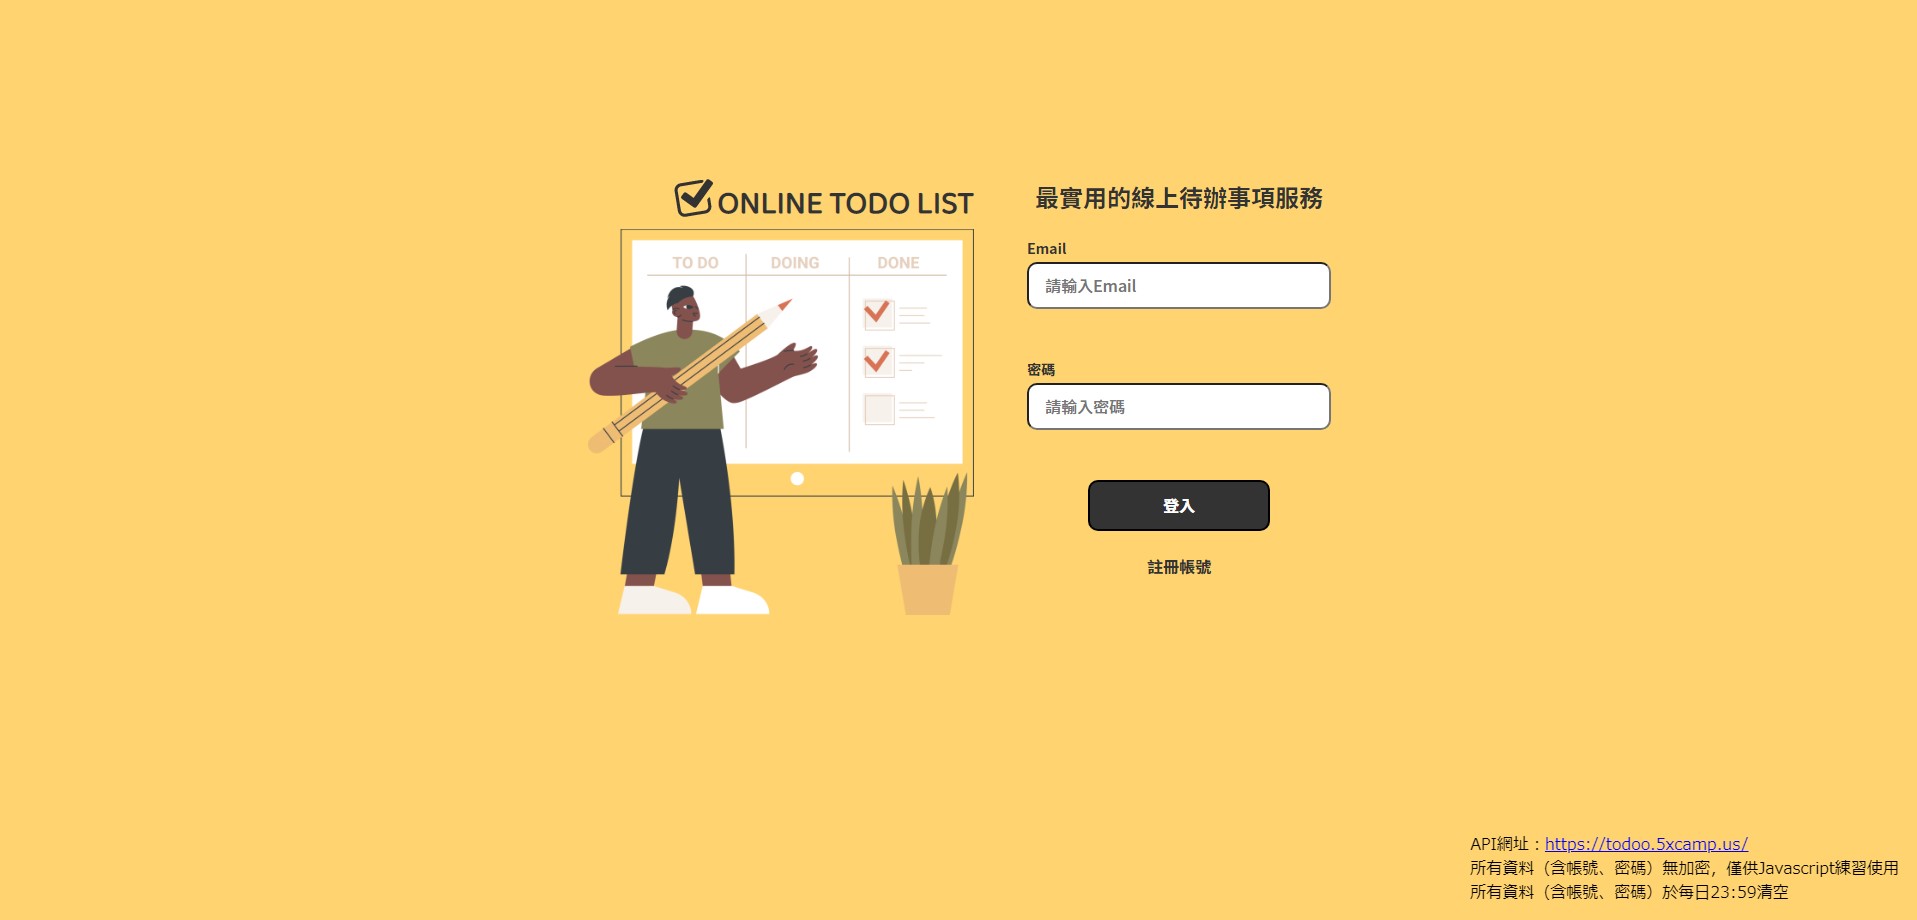 ONLINE TODO LIST
TO DO
DOING
DONE
最實用的線上待辦事項服務
Email
請輸入Email
密碼
請輸入密碼
登入
註冊帳號
API網址：https://todoo.5xcamp.us/
所有資料（含帳號、密碼）無加密，僅供Javascript練習使用
所有資料（含帳號、密碼）於每日23:59清空